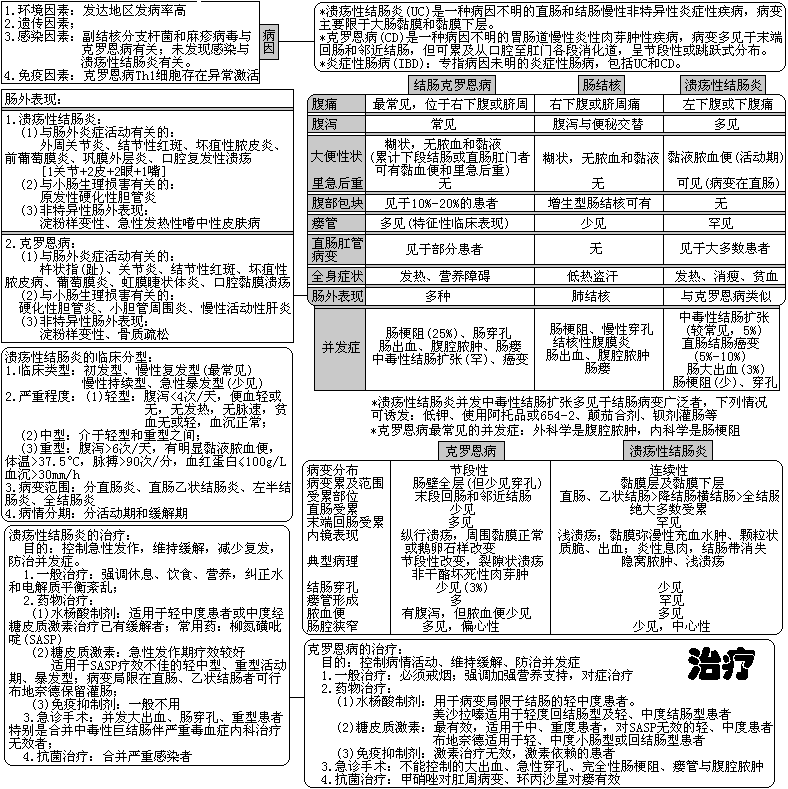 1.环境因素: 发达地区发病率高
2.遗传因素:
3.感染因素: 副结核分支杆菌和麻疹病毒与
克罗恩病有关; 未发现感染与
溃疡性结肠炎有关。
4.免疫因素: 克罗恩病Th1细胞存在异常激活
病因
*溃疡性结肠炎(UC)是一种病因不明的直肠和结肠慢性非特异性炎症性疾病, 病变
主要限于大肠黏膜和黏膜下层。
*克罗恩病(CD)是一种病因不明的胃肠道慢性炎性肉芽肿性疾病, 病变多见于末端
回肠和邻近结肠, 但可累及从口腔至肛门各段消化道, 呈节段性或跳跃式分布。
*炎症性肠病(IBD): 专指病因未明的炎症性肠病, 包括UC和CD。
肠外表现:
1.溃疡性结肠炎:
(1)与肠外炎症活动有关的:
外周关节炎、结节性红斑、坏疽性脓皮炎、
前葡萄膜炎、巩膜外层炎、口腔复发性溃疡
[1关节+2皮+2眼+1嘴]
(2)与小肠生理损害有关的:
原发性硬化性胆管炎
(3)非特异性肠外表现:
淀粉样变性、急性发热性嗜中性皮肤病
2.克罗恩病:
(1)与肠外炎症活动有关的:
杵状指(趾)、关节炎、结节性红斑、坏疽性
脓皮病、葡萄膜炎、虹膜睫状体炎、口腔黏膜溃疡
(2)与小肠生理损害有关的:
硬化性胆管炎、小胆管周围炎、慢性活动性肝炎
(3)非特异性肠外表现:
淀粉样变性、骨质疏松
结肠克罗恩病 肠结核 溃疡性结肠炎
腹痛 最常见, 位于右下腹或脐周 右下腹或脐周痛 左下腹或下腹痛
腹泻 常见 腹泻与便秘交替 多见
大便性状 糊状, 无脓血和黏液 糊状, 无脓血和黏液 黏液脓血便(活动期)
(累计下段结肠或直肠肛门者
可有黏血便和里急后重)
里急后重 无 无 可见(病变在直肠)
腹部包块 见于10%-20%的患者 增生型肠结核可有 无
瘘管 多见(特征性临床表现) 少见 罕见
直肠肛管病变 见于部分患者 无 见于大多数患者
全身症状 发热、营养障碍 低热盗汗 发热、消瘦、贫血
肠外表现 多种 肺结核 与克罗恩病类似
并发症
肠梗阻(25%)、肠穿孔
肠出血、腹腔脓肿、肠瘘
中毒性结肠扩张(罕)、癌变
肠梗阻、慢性穿孔
结核性腹膜炎
肠出血、腹腔脓肿
肠瘘
中毒性结肠扩张
(较常见, 5%)
直肠结肠癌变
(5%-10%)
肠大出血(3%)
肠梗阻(少)、穿孔
*溃疡性结肠炎并发中毒性结肠扩张多见于结肠病变广泛者, 下列情况
可诱发: 低钾、使用阿托品或654-2、颠茄合剂、钡剂灌肠等
*克罗恩病最常见的并发症: 外科学是腹腔脓肿, 内科学是肠梗阻
溃疡性结肠炎的临床分型:
1.临床类型: 初发型、慢性复发型(最常见)
慢性持续型、急性暴发型(少见)
2.严重程度: (1)轻型: 腹泻<4次/天, 便血轻或
无, 无发热, 无脉速, 贫
血无或轻, 血沉正常;
(2)中型: 介于轻型和重型之间;
(3)重型: 腹泻>6次/天, 有明显黏液脓血便,
体温>37.5°C, 脉搏>90次/分, 血红蛋白≤100g/L
血沉>30mm/h
3.病变范围: 分直肠炎、直肠乙状结肠炎、左半结
肠炎、全结肠炎
4.病情分期: 分活动期和缓解期
克罗恩病 溃疡性结肠炎
病变分布 节段性 连续性
病变累及范围 肠壁全层(但少见穿孔) 黏膜层及黏膜下层
受累部位 末段回肠和邻近结肠 直肠、乙状结肠>降结肠横结肠>全结肠
直肠受累 少见 绝大多数受累
末端回肠受累 多见 罕见
内镜表现 纵行溃疡, 周围黏膜正常 浅溃疡; 黏膜弥漫性充血水肿、颗粒状
或鹅卵石样改变 质脆、出血; 炎性息肉, 结肠带消失
典型病理 节段性改变, 裂隙状溃疡 隐窝脓肿、浅溃疡
非干酪坏死性肉芽肿
结肠穿孔 少见(3%) 少见
瘘管形成 多 罕见
脓血便 有腹泻, 但脓血便少见 多见
肠腔狭窄 多见, 偏心性 少见, 中心性
溃疡性结肠炎的治疗:
目的: 控制急性发作, 维持缓解, 减少复发,
防治并发症。
1.一般治疗: 强调休息、饮食、营养, 纠正水
和电解质平衡紊乱;
2.药物治疗:
(1)水杨酸制剂: 适用于轻中度患者或中度经
糖皮质激素治疗已有缓解者; 常用药: 柳氮磺吡
啶(SASP)
(2)糖皮质激素: 急性发作期疗效较好
适用于SASP疗效不佳的轻中型、重型活动
期、暴发型; 病变局限在直肠、乙状肠结者可行
布地奈德保留灌肠;
(3)免疫抑制剂: 一般不用
3.急诊手术: 并发大出血、肠穿孔、重型患者
特别是合并中毒性巨结肠伴严重毒血症内科治疗
无效者;
4.抗菌治疗: 合并严重感染者
克罗恩病的治疗:
目的: 控制病情活动、维持缓解、防治并发症
治疗
1.一般治疗: 必须戒烟; 强调加强营养支持, 对症治疗
2.药物治疗:
(1)水杨酸制剂: 用于病变局限于结肠的轻中度患者。
美沙拉嗪适用于轻度回结肠型及轻、中度结肠型患者
(2)糖皮质激素: 最有效, 适用于中、重度患者, 对SASP无效的轻、中度患者
布地奈德适用于轻、中度小肠型或回结肠型患者
(3)免疫抑制剂: 激素治疗无效, 激素依赖的患者
3.急诊手术: 不能控制的大出血、急性穿孔、完全性肠梗阻、瘘管与腹腔脓肿
4.抗菌治疗: 甲硝唑对肛周病变、环丙沙星对瘘有效